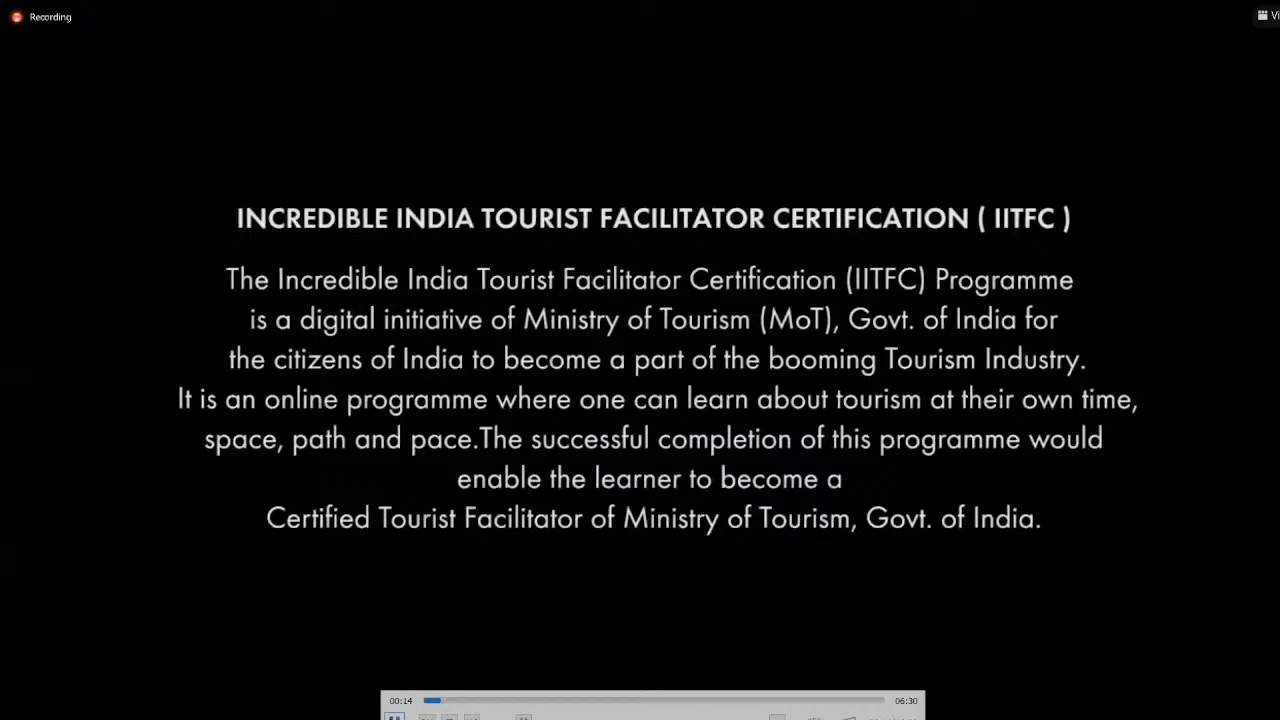 Recording
Vi
INCREDIBLE INDIA TOURIST FACILITATOR CERTIFICATION ( IITFC )
The Incredible India Tourist Facilitator Certification (IITFC) Programme
is a digital initiative of Ministry of Tourism (MoT), Govt. of India for
the citizens of India to become a part of the booming Tourism Industry.
It is an online programme where one can learn about tourism at their own time,
space, path and pace.The successful completion of this programme would
enable the learner to become a
Certified Tourist Facilitator of Ministry of Tourism, Govt. of India.
00:14 06:30